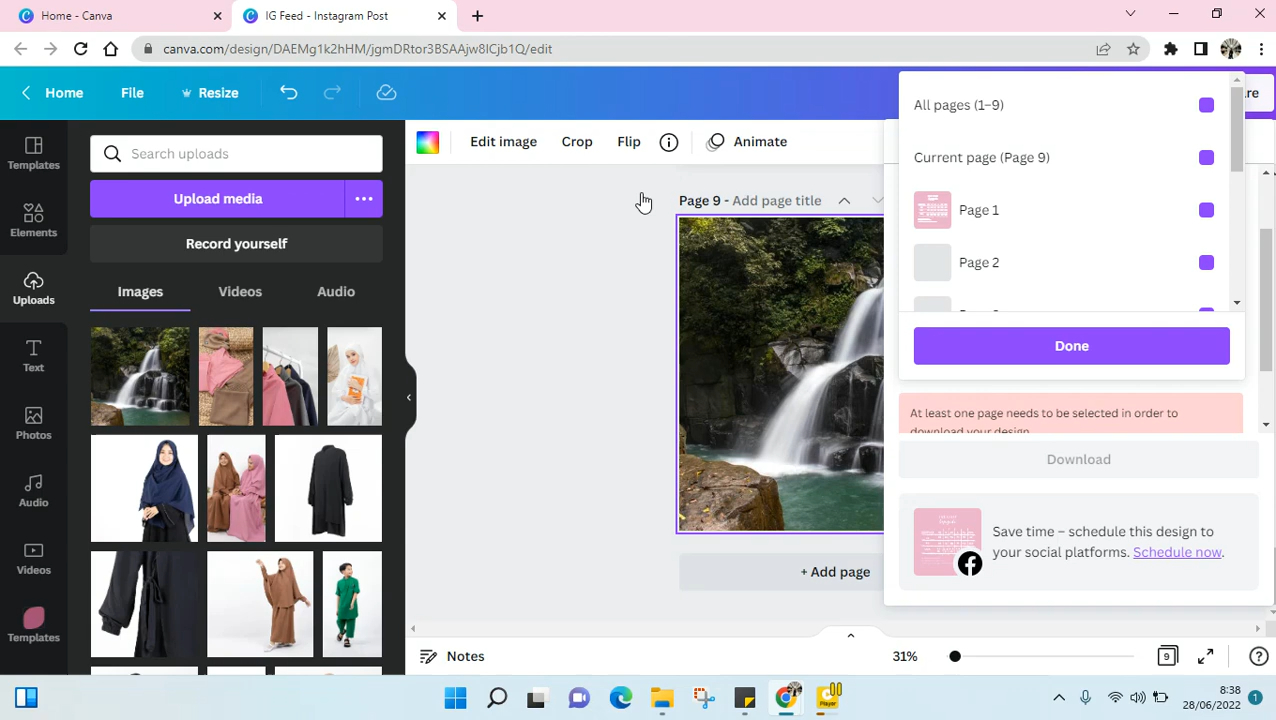 Home - Canva
IG Feed - Instagram Post
canva.com/design/DAEMg1k2hHM/jgmDRtor3BSAAjw8ICjb1Q/edit
Home
File
Resize
re
Templates
Elements
Uploads
Text
Photos
Audio
Videos
Templates
Search uploads
Upload media
Record yourself
Images
Videos
Audio
Edit image
Crop
Flip
Animate
Page 9 - Add page title
+ Add page
All pages (1–9)
Current page (Page 9)
Page 1
Page 2
Done
At least one page needs to be selected in order to
download your design
Download
Save time – schedule this design to
your social platforms. Schedule now.
Notes
31%
9
8:38
28/06/2022
1
Player